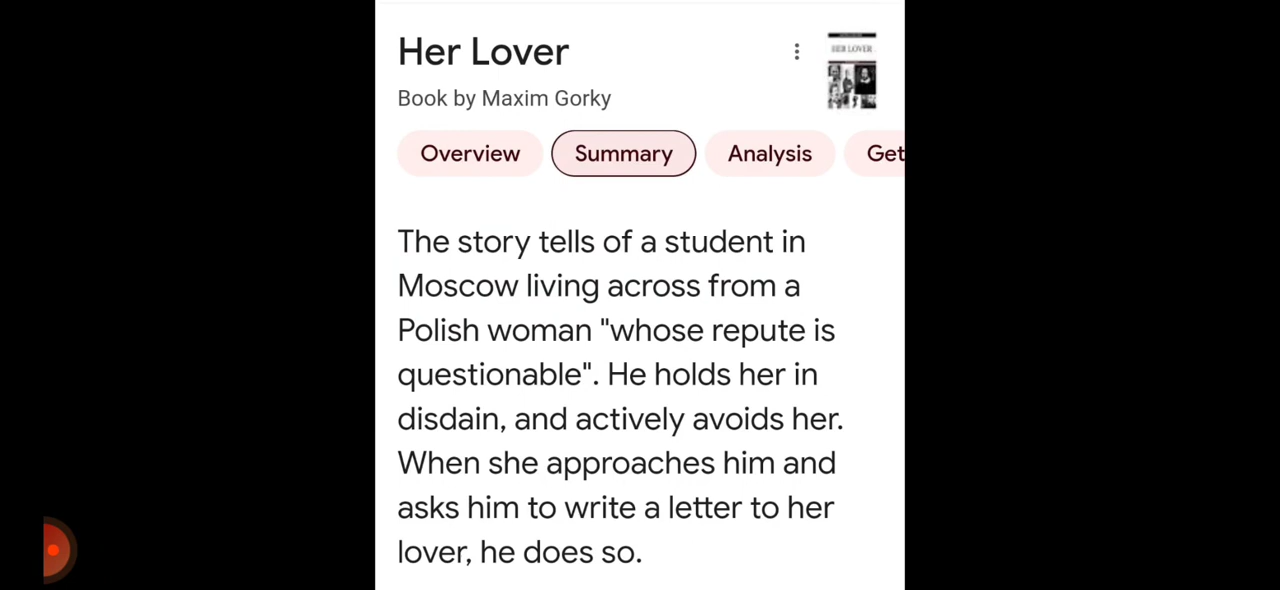 Her Lover
HER LOVER
Book by Maxim Gorky
Overview Summary Analysis Get
The story tells of a student in
Moscow living across from a
Polish woman "whose repute is
questionable". He holds her in
disdain, and actively avoids her.
When she approaches him and
asks him to write a letter to her
lover, he does so.